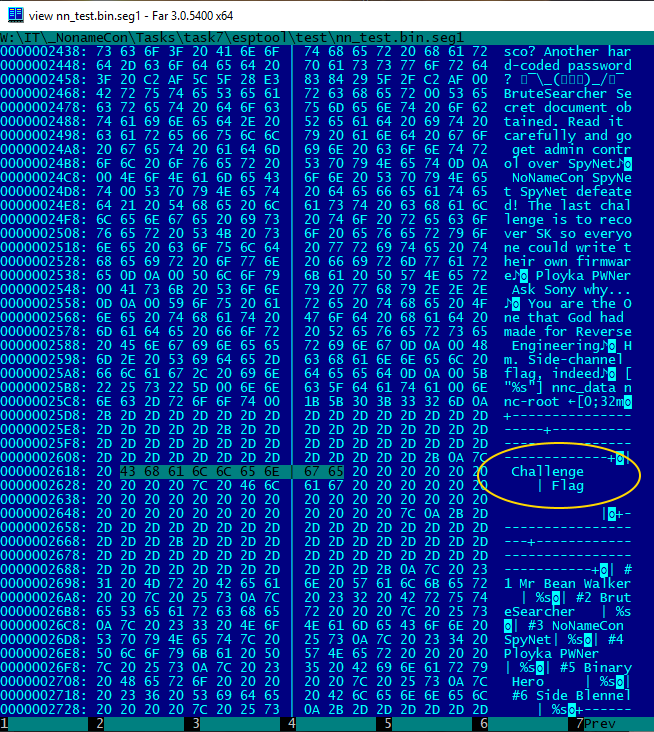 view nn_test.bin.seg1 - Far 3.0.5400 x64
W:\IT\_NonameCon\Tasks\task7\esptool\test\nn_test.bin.seg1
0000002438: 73 63 6F 3F 20 41 6E 6F | 74 68 65 72 20 68 61 72 sco? Another har
0000002448: 64 2D 63 6F 64 65 64 20 | 70 61 73 73 77 6F 72 64 d-coded password
0000002458: 3F 20 C2 AF 5C 5F 28 E3 | 83 84 29 5F 2F C2 AF 00 ? ¯\_()_/¯
0000002468: 42 72 75 74 65 53 65 61 | 72 63 68 65 72 00 53 65 BruteSearcher Se
0000002478: 63 72 65 74 20 64 6F 63 | 75 6D 65 6E 74 20 6F 62 cret document ob
0000002488: 74 61 69 6E 65 64 2E 20 | 52 65 61 64 20 69 74 20 tained. Read it
0000002498: 63 61 72 65 66 75 6C 6C | 79 20 61 6E 64 20 67 6F carefully and go
00000024A8: 20 67 65 74 20 61 64 6D | 69 6E 20 63 6F 6E 74 72 get admin contr
00000024B8: 6F 6C 20 6F 76 65 72 20 | 53 70 79 4E 65 74 0D 0A ol over SpyNet♪◙
00000024C8: 00 4E 6F 4E 61 6D 65 43 | 6F 6E 20 53 70 79 4E 65 NoNameCon SpyNe
00000024D8: 74 00 53 70 79 4E 65 74 | 20 64 65 66 65 61 74 65 t SpyNet defeate
00000024E8: 64 21 20 54 68 65 20 6C | 61 73 74 20 63 68 61 6C d! The last chal
00000024F8: 6C 65 6E 67 65 20 69 73 | 20 74 6F 20 72 65 63 6F lenge is to reco
0000002508: 76 65 72 20 53 4B 20 73 | 6F 20 65 76 65 72 79 6F ver SK so everyo
0000002518: 6E 65 20 63 6F 75 6C 64 | 20 77 72 69 74 65 20 74 ne could write t
0000002528: 68 65 69 72 20 6F 77 6E | 20 66 69 72 6D 77 61 72 heir own firmwar
0000002538: 65 0D 0A 00 50 6C 6F 79 | 6B 61 20 50 57 4E 65 72 e♪◙ Ployka PWNer
0000002548: 00 41 73 6B 20 53 6F 6E | 79 20 77 68 79 2E 2E 2E Ask Sony why...
0000002558: 0D 0A 00 59 6F 75 20 61 | 72 65 20 74 68 65 20 4F ♪◙ You are the O
0000002568: 6E 65 20 74 68 61 74 20 | 47 6F 64 20 68 61 64 20 ne that God had
0000002578: 6D 61 64 65 20 66 6F 72 | 20 52 65 76 65 72 73 65 made for Reverse
0000002588: 20 45 6E 67 69 6E 65 65 | 72 69 6E 67 0D 0A 00 48 Engineering♪◙ H
0000002598: 6D 2E 20 53 69 64 65 2D | 63 68 61 6E 6E 65 6C 20 m. Side-channel
00000025A8: 66 6C 61 67 2C 20 69 6E | 64 65 65 64 0D 0A 00 5B flag, indeed♪◙ [
00000025B8: 22 25 73 22 5D 00 6E 6E | 63 5F 64 61 74 61 00 6E "%s"] nnc_data n
00000025C8: 6E 63 2D 72 6F 6F 74 00 | 1B 5B 30 3B 33 32 6D 0A nc-root ←[0;32m◙
00000025D8: 2B 2D 2D 2D 2D 2D 2D 2D | 2D 2D 2D 2D 2D 2D 2D 2D +---------------
00000025E8: 2D 2D 2D 2D 2D 2B 2D 2D | 2D 2D 2D 2D 2D 2D 2D 2D -----+----------
00000025F8: 2D 2D 2D 2D 2D 2D 2D 2D | 2D 2D 2D 2D 2D 2D 2D 2D ----------------
0000002608: 2D 2D 2D 2D 2D 2D 2D 2D | 2D 2D 2D 2D 2D 2B 0A 7C -------------+◙|
0000002618: 20 43 68 61 6C 6C 65 6E | 67 65 20 20 20 20 20 20 Challenge
0000002628: 20 20 20 20 7C 20 46 6C | 61 67 20 20 20 20 20 20 | Flag
0000002638: 20 20 20 20 20 20 20 20 | 20 20 20 20 20 20 20 20
0000002648: 20 20 20 20 20 20 20 20 | 20 20 20 20 7C 0A 2B 2D |◙+-
0000002658: 2D 2D 2D 2D 2D 2D 2D 2D | 2D 2D 2D 2D 2D 2D 2D 2D ----------------
0000002668: 2D 2D 2D 2B 2D 2D 2D 2D | 2D 2D 2D 2D 2D 2D 2D 2D ---+------------
0000002678: 2D 2D 2D 2D 2D 2D 2D 2D | 2D 2D 2D 2D 2D 2D 2D 2D ----------------
0000002688: 2D 2D 2D 2D 2D 2D 2D 2D | 2D 2D 2D 2B 0A 7C 20 23 -----------+◙| #
0000002698: 31 20 4D 72 20 42 65 61 | 6E 20 57 61 6C 6B 65 72 1 Mr Bean Walker
00000026A8: 20 20 7C 20 25 73 0A 7C | 20 23 32 20 42 72 75 74 | %s◙| #2 Brut
00000026B8: 65 53 65 61 72 63 68 65 | 72 20 20 20 7C 20 25 73 eSearcher | %s
00000026C8: 0A 7C 20 23 33 20 4E 6F | 4E 61 6D 65 43 6F 6E 20 ◙| #3 NoNameCon
00000026D8: 53 70 79 4E 65 74 7C 20 | 25 73 0A 7C 20 23 34 20 SpyNet| %s◙| #4
00000026E8: 50 6C 6F 79 6B 61 20 50 | 57 4E 65 72 20 20 20 20 Ployka PWNer
00000026F8: 7C 20 25 73 0A 7C 20 23 | 35 20 42 69 6E 61 72 79 | %s◙| #5 Binary
0000002708: 20 48 65 72 6F 20 20 20 | 20 20 7C 20 25 73 0A 7C Hero | %s◙|
0000002718: 20 23 36 20 53 69 64 65 | 20 42 6C 65 6E 6E 65 6C #6 Side Blennel
0000002728: 20 20 20 20 7C 20 25 73 | 0A 2B 2D 2D 2D 2D 2D 2D | %s◙+------
1 2 3 4 5 6 7Prev